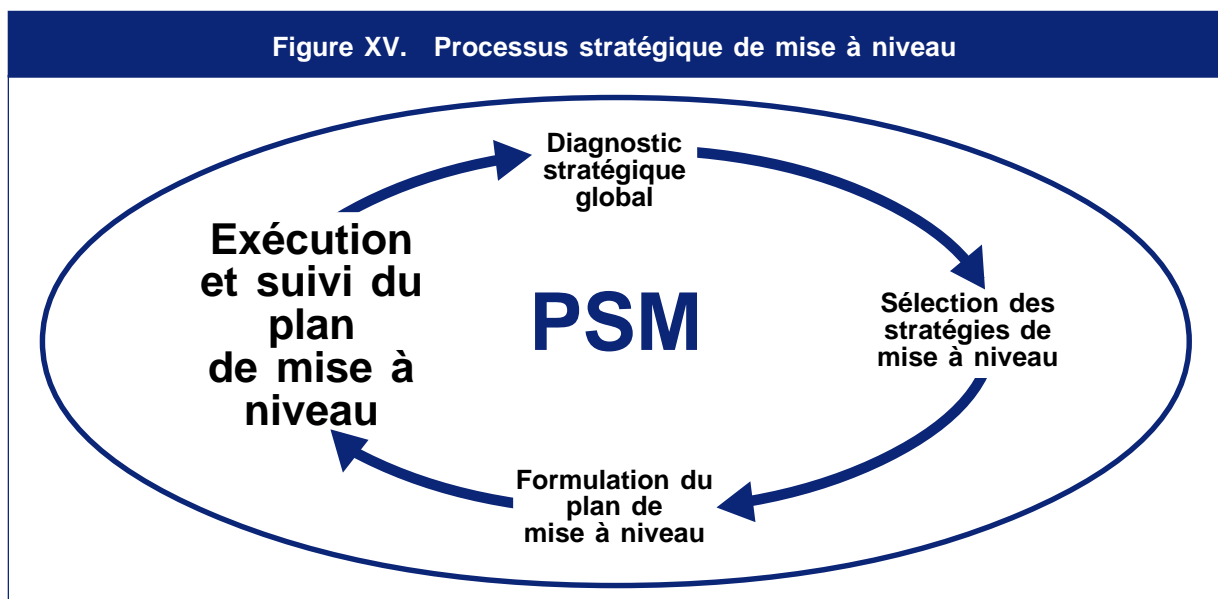 Figure XV. Processus stratégique de mise à niveau
Diagnostic
stratégique
global
Exécution
et suivi du
plan
de mise à
niveau
PSM
Sélection des
stratégies de
mise à niveau
Formulation du
plan de
mise à niveau